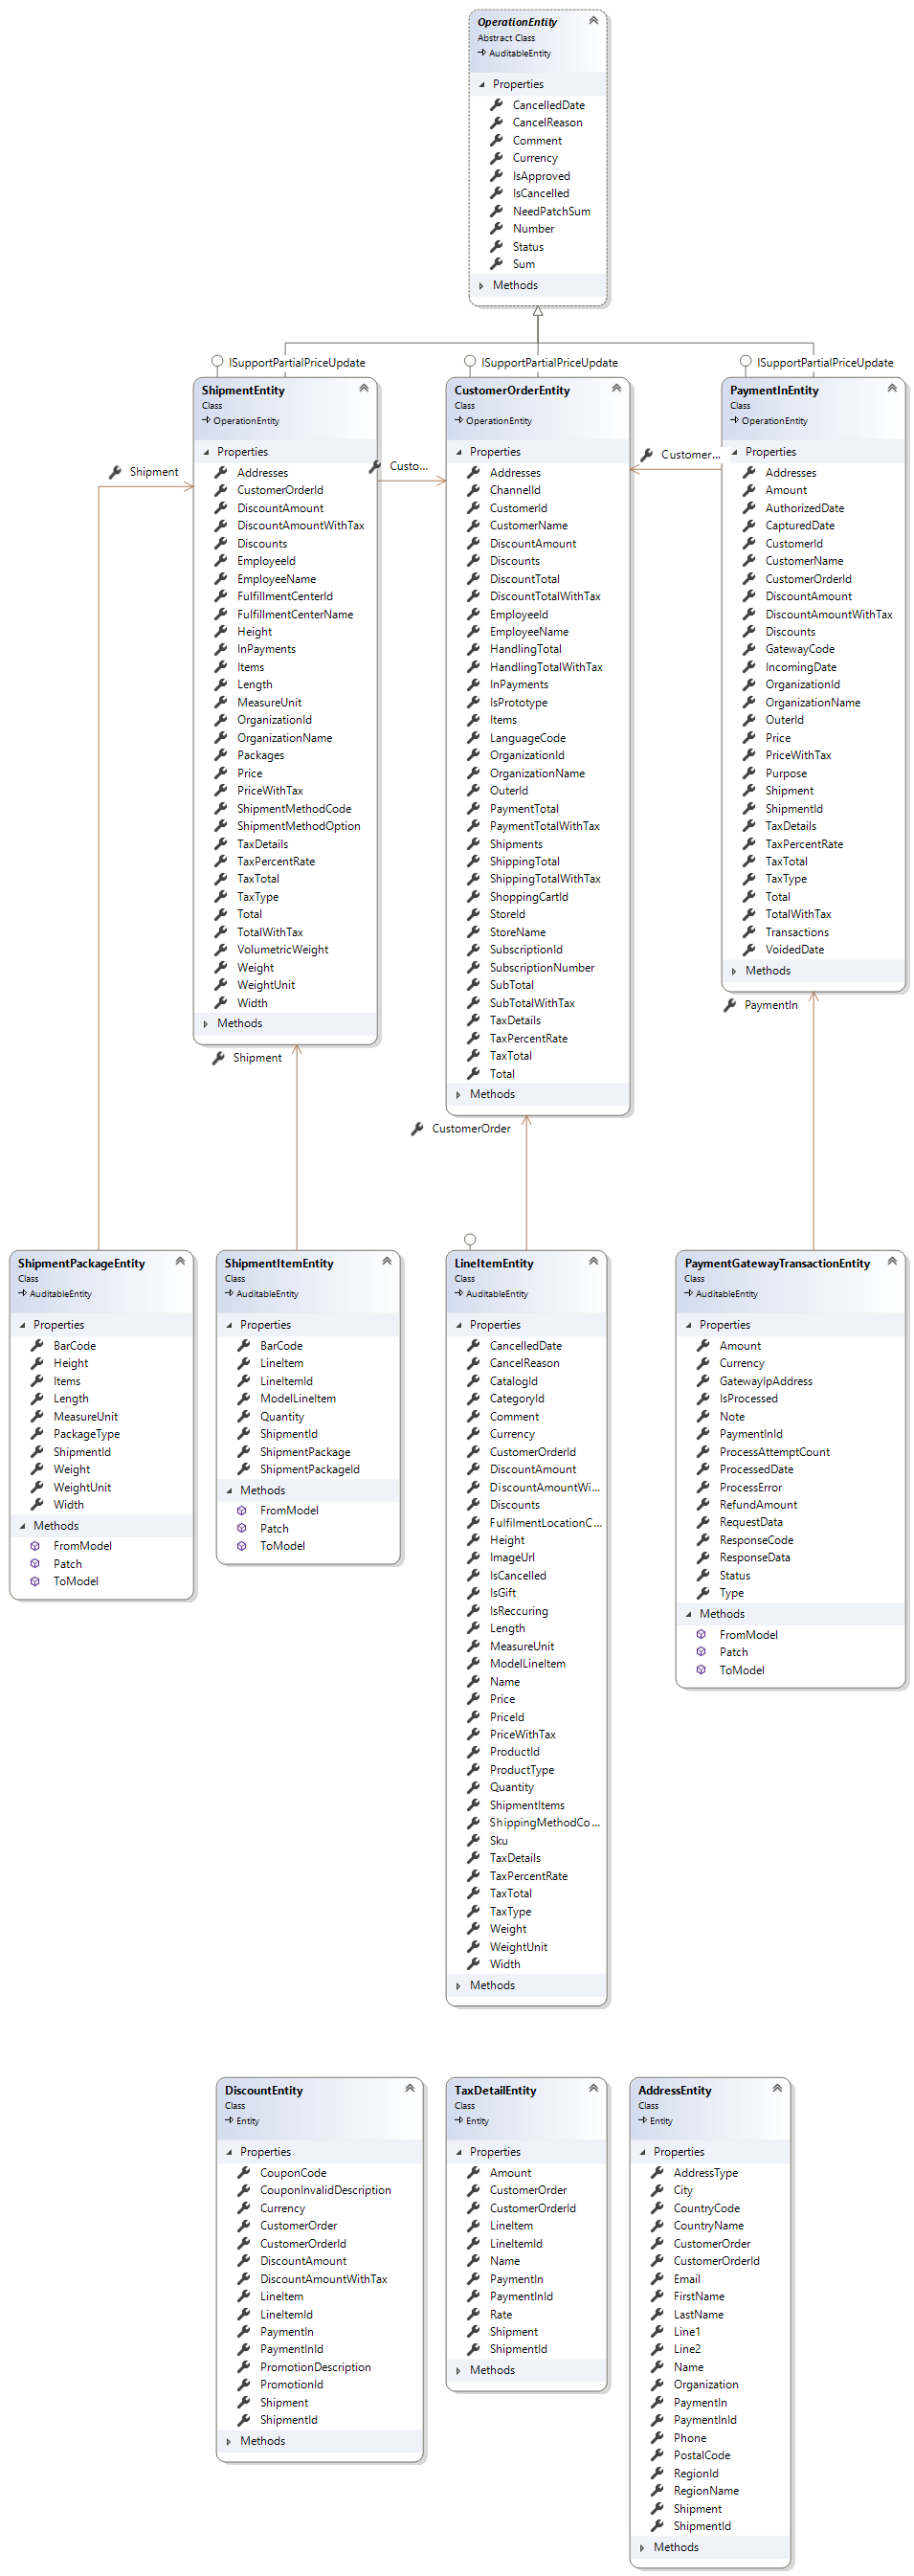 OperationEntity
Abstract Class
AuditableEntity
Properties
CancelledDate
CancelReason
Comment
Currency
IsApproved
IsCancelled
NeedPatchSum
Number
Status
Sum
Methods
ISupportPartialPriceUpdate
ISupportPartialPriceUpdate
ISupportPartialPriceUpdate
Shipment
ShipmentEntity
Class
OperationEntity
Properties
Addresses
CustomerOrderId
DiscountAmount
DiscountAmountWithTax
Discounts
EmployeeId
EmployeeName
FulfillmentCenterId
FulfillmentCenterName
Height
InPayments
Items
Length
MeasureUnit
OrganizationId
OrganizationName
Packages
Price
PriceWithTax
ShipmentMethodCode
ShipmentMethodOption
TaxDetails
TaxPercentRate
TaxTotal
TaxType
Total
TotalWithTax
VolumetricWeight
Weight
WeightUnit
Width
Methods
Shipment
Custo...
CustomerOrderEntity
Class
OperationEntity
Properties
Addresses
ChannelId
CustomerId
CustomerName
DiscountAmount
Discounts
DiscountTotal
DiscountTotalWithTax
EmployeeId
EmployeeName
HandlingTotal
HandlingTotalWithTax
InPayments
IsPrototype
Items
LanguageCode
OrganizationId
OrganizationName
OuterId
PaymentTotal
PaymentTotalWithTax
Shipments
ShippingTotal
ShippingTotalWithTax
ShoppingCartId
StoreId
StoreName
SubscriptionId
SubscriptionNumber
SubTotal
SubTotalWithTax
TaxDetails
TaxPercentRate
TaxTotal
Total
Methods
CustomerOrder
Customer...
PaymentInEntity
Class
OperationEntity
Properties
Addresses
Amount
AuthorizedDate
CapturedDate
CustomerId
CustomerName
CustomerOrderId
DiscountAmount
DiscountAmountWithTax
Discounts
GatewayCode
IncomingDate
OrganizationId
OrganizationName
OuterId
Price
PriceWithTax
Purpose
Shipment
ShipmentId
TaxDetails
TaxPercentRate
TaxTotal
TaxType
Total
TotalWithTax
Transactions
VoidedDate
Methods
PaymentIn
ShipmentPackageEntity
Class
AuditableEntity
Properties
BarCode
Height
Items
Length
MeasureUnit
PackageType
ShipmentId
Weight
WeightUnit
Width
Methods
FromModel
Patch
ToModel
ShipmentItemEntity
Class
AuditableEntity
Properties
BarCode
LineItem
LineItemId
ModelLineItem
Quantity
ShipmentId
ShipmentPackage
ShipmentPackageId
Methods
FromModel
Patch
ToModel
LineItemEntity
Class
AuditableEntity
Properties
CancelledDate
CancelReason
CatalogId
CategoryId
Comment
Currency
CustomerOrderId
DiscountAmount
DiscountAmountWi...
Discounts
FulfilmentLocationC...
Height
ImageUrl
IsCancelled
IsGift
IsReccuring
Length
MeasureUnit
ModelLineItem
Name
Price
PriceId
PriceWithTax
ProductId
ProductType
Quantity
ShipmentItems
ShippingMethodCo...
Sku
TaxDetails
TaxPercentRate
TaxTotal
TaxType
Weight
WeightUnit
Width
Methods
PaymentGatewayTransactionEntity
Class
AuditableEntity
Properties
Amount
Currency
GatewayIpAddress
IsProcessed
Note
PaymentInId
ProcessAttemptCount
ProcessedDate
ProcessError
RefundAmount
RequestData
ResponseCode
ResponseData
Status
Type
Methods
FromModel
Patch
ToModel
DiscountEntity
Class
Entity
Properties
CouponCode
CouponInvalidDescription
Currency
CustomerOrder
CustomerOrderId
DiscountAmount
DiscountAmountWithTax
LineItem
LineItemId
PaymentIn
PaymentInId
PromotionDescription
PromotionId
Shipment
ShipmentId
Methods
TaxDetailEntity
Class
Entity
Properties
Amount
CustomerOrder
CustomerOrderId
LineItem
LineItemId
Name
PaymentIn
PaymentInId
Rate
Shipment
ShipmentId
Methods
AddressEntity
Class
Entity
Properties
AddressType
City
CountryCode
CountryName
CustomerOrder
CustomerOrderId
Email
FirstName
LastName
Line1
Line2
Name
Organization
PaymentIn
PaymentInId
Phone
PostalCode
RegionId
RegionName
Shipment
ShipmentId
Methods